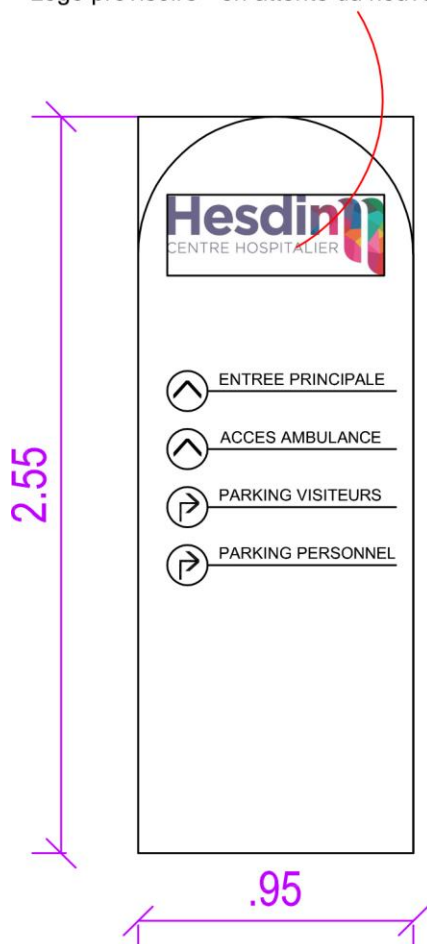 Hesdin
CENTRE HOSPITALIER
ENTREE PRINCIPALE
ACCES AMBULANCE
PARKING VISITEURS
PARKING PERSONNEL
2.55
.95